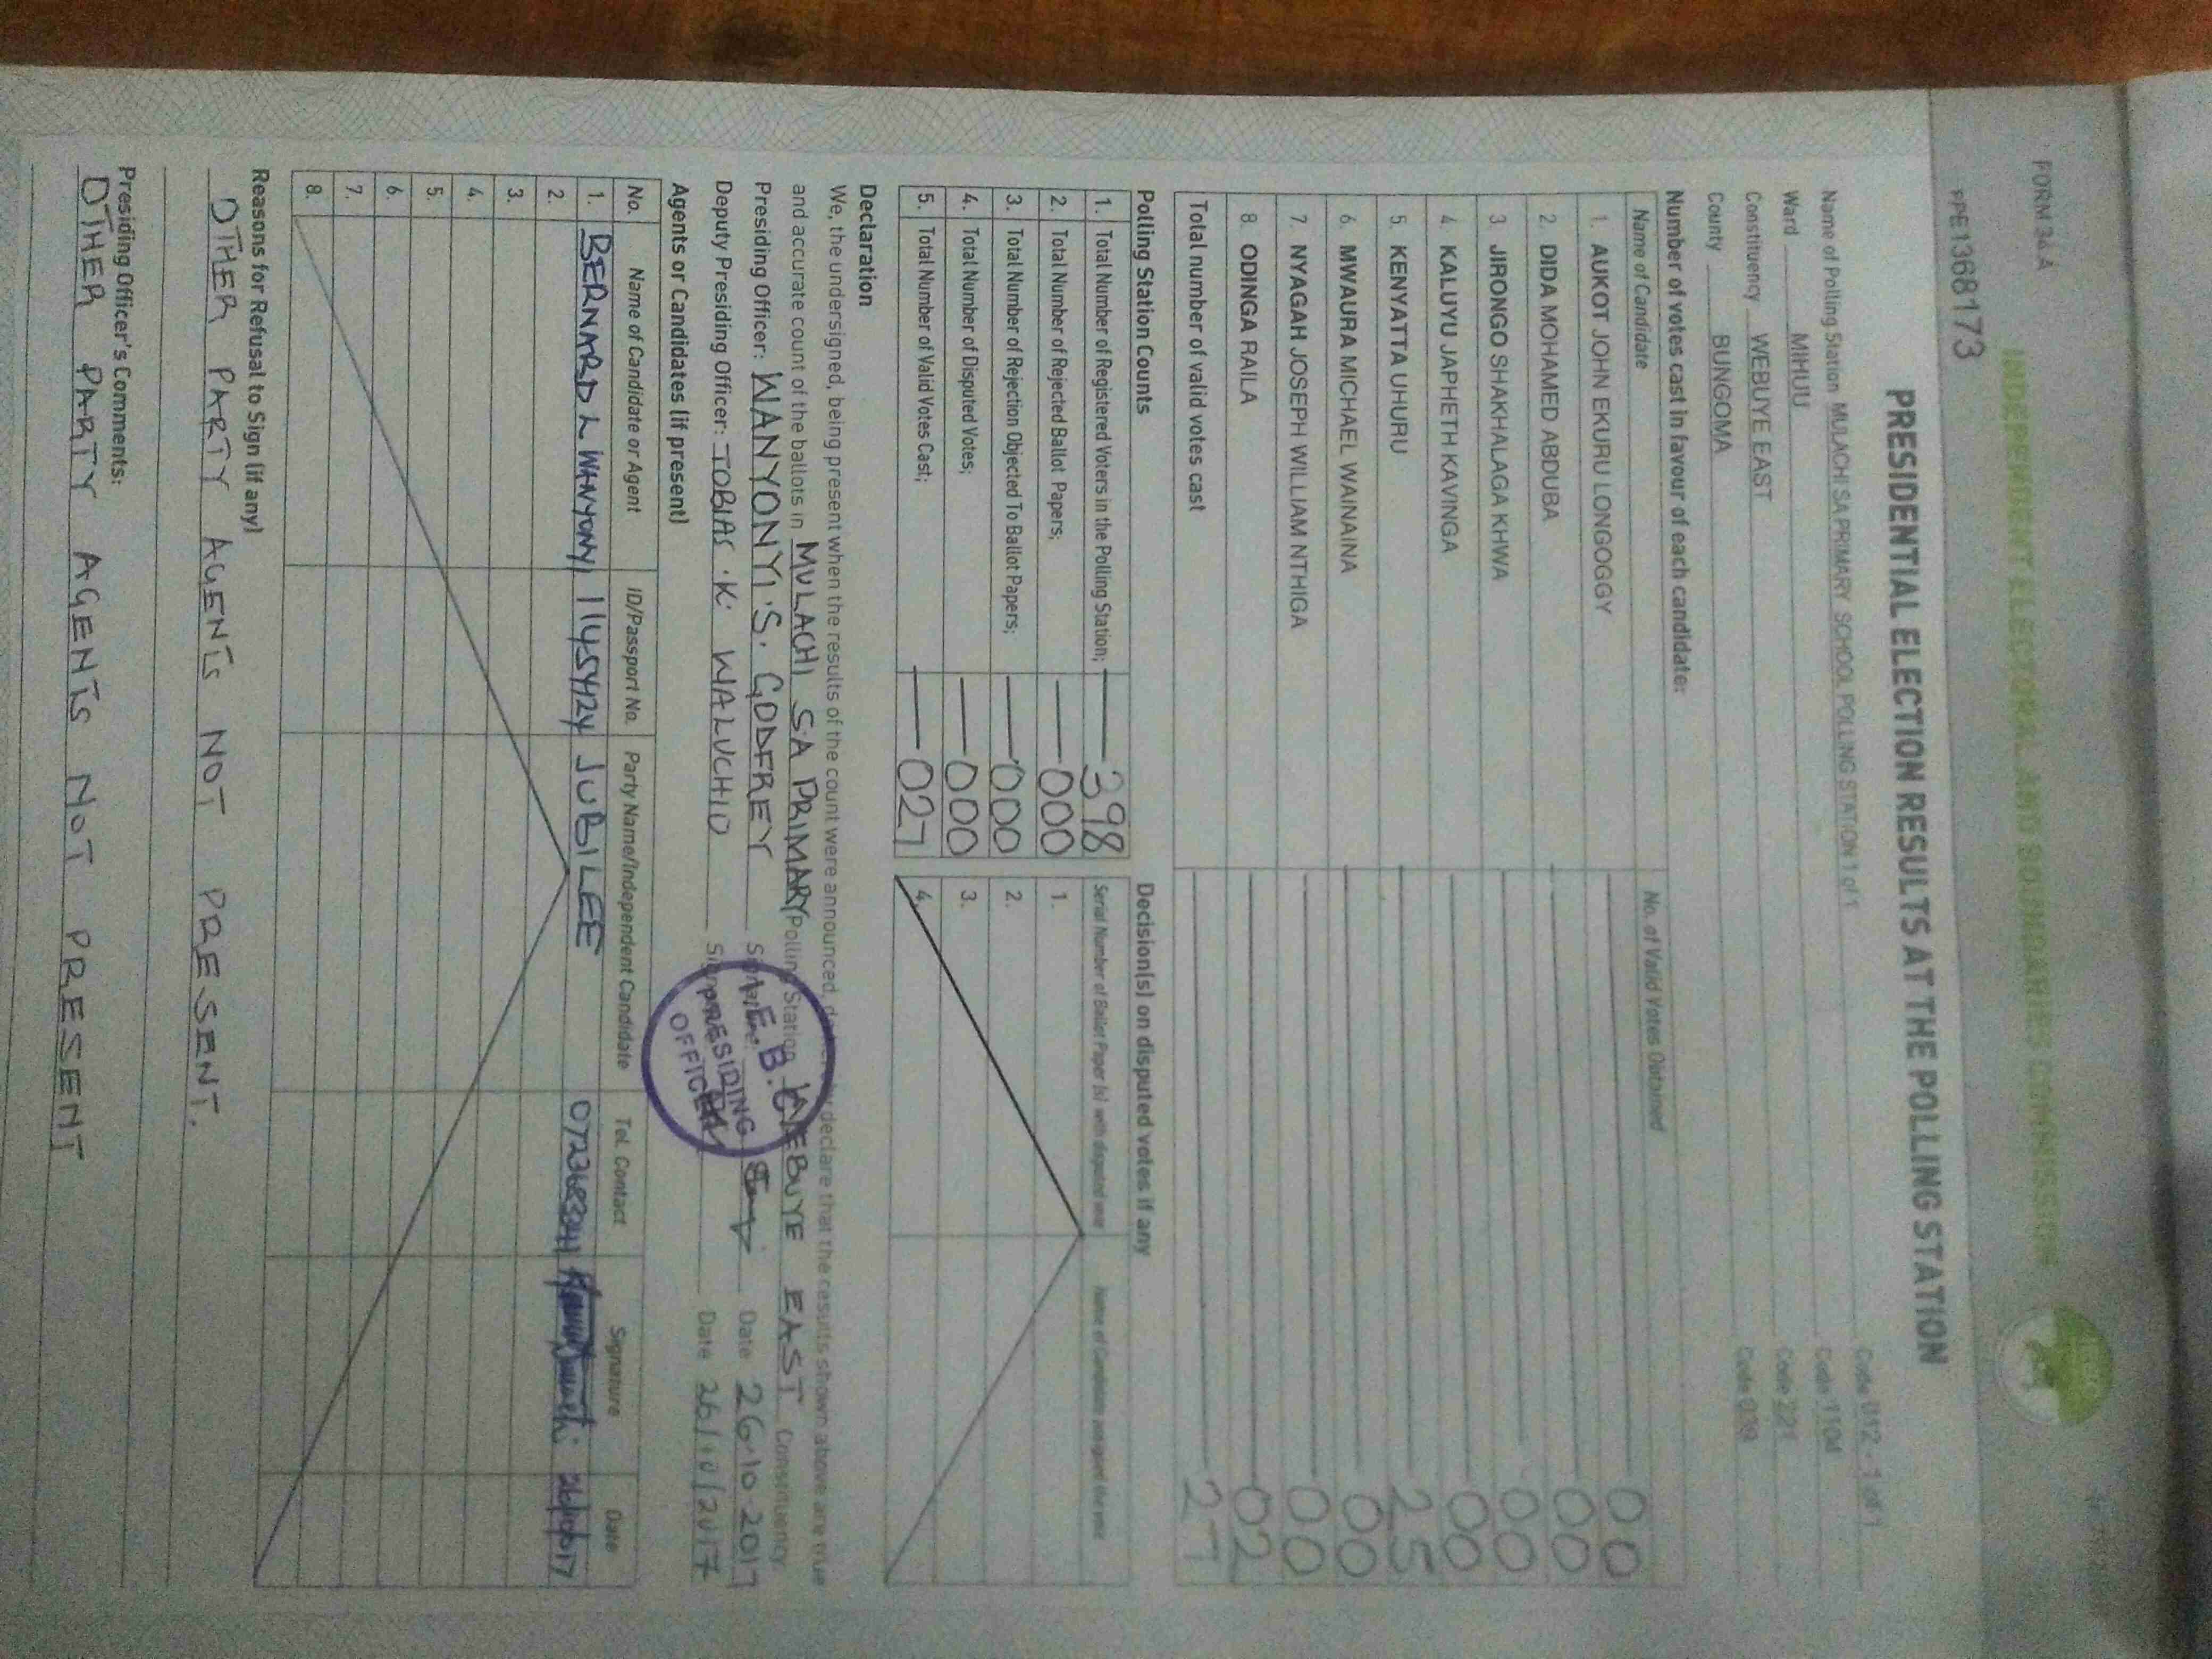 FORM 34A
INDEPENDENT ELECTORAL AND BOUNDARIES COMMISSION
PPE1368173
PRESIDENTIAL ELECTION RESULTS AT THE POLLING STATION
Name of Polling Station MULACHI SA PRIMARY SCHOOL POLLING STATION 1 of 1 Code 012 - 1 of 1
Ward MIHUU Code 1104
Constituency WEBUYE EAST Code 221
County BUNGOMA Code 039
Number of votes cast in favour of each candidate:
Name of Candidate No. of Valid Votes Obtained
1. AUKOT JOHN EKURU LONGOGGY 00
2. DIDA MOHAMED ABDUBA 00
3. JIRONGO SHAKHALAGA KHWA 00
4. KALUYU JAPHETH KAVINGA 00
5. KENYATTA UHURU 25
6. MWAURA MICHAEL WAINAINA 00
7. NYAGAH JOSEPH WILLIAM NTHIGA 00
8. ODINGA RAILA 02
Total number of valid votes cast 27
Polling Station Counts
1. Total Number of Registered Voters in the Polling Station; 398
2. Total Number of Rejected Ballot Papers; 000
3. Total Number of Rejection Objected To Ballot Papers; 000
4. Total Number of Disputed Votes; 000
5. Total Number of Valid Votes Cast; 027
Decision(s) on disputed votes if any
Serial Number of Ballot Paper (s) with disputed vote Name of Candidate assigned the vote
1.
2.
3.
4.
Declaration
We, the undersigned, being present when the results of the count were announced, do declare that the results shown above are true
and accurate count of the ballots in MULACHI S.A PRIMARY Polling Station WEBUYE EAST Constituency
Presiding Officer: WANYONYI.S. GODFREY Signature: Date 26.10.2017
Deputy Presiding Officer: TOBIAS .K. WALUCHIO Signature Date 26/10/2017
I.E.B.C
PRESIDING
OFFICER
Agents or Candidates (if present)
No. Name of Candidate or Agent ID/Passport No. Party Name/Independent Candidate Tel. Contact Signature Date
1. BERNARD L WANYONYI 11454124 JUBILEE 26/10/017
2.
3.
4.
5.
6.
7.
8.
Reasons for Refusal to Sign (if any)
OTHER PARTY AGENTS NOT PRESENT.
Presiding Officer's Comments:
OTHER PARTY AGENTS NOT PRESENT